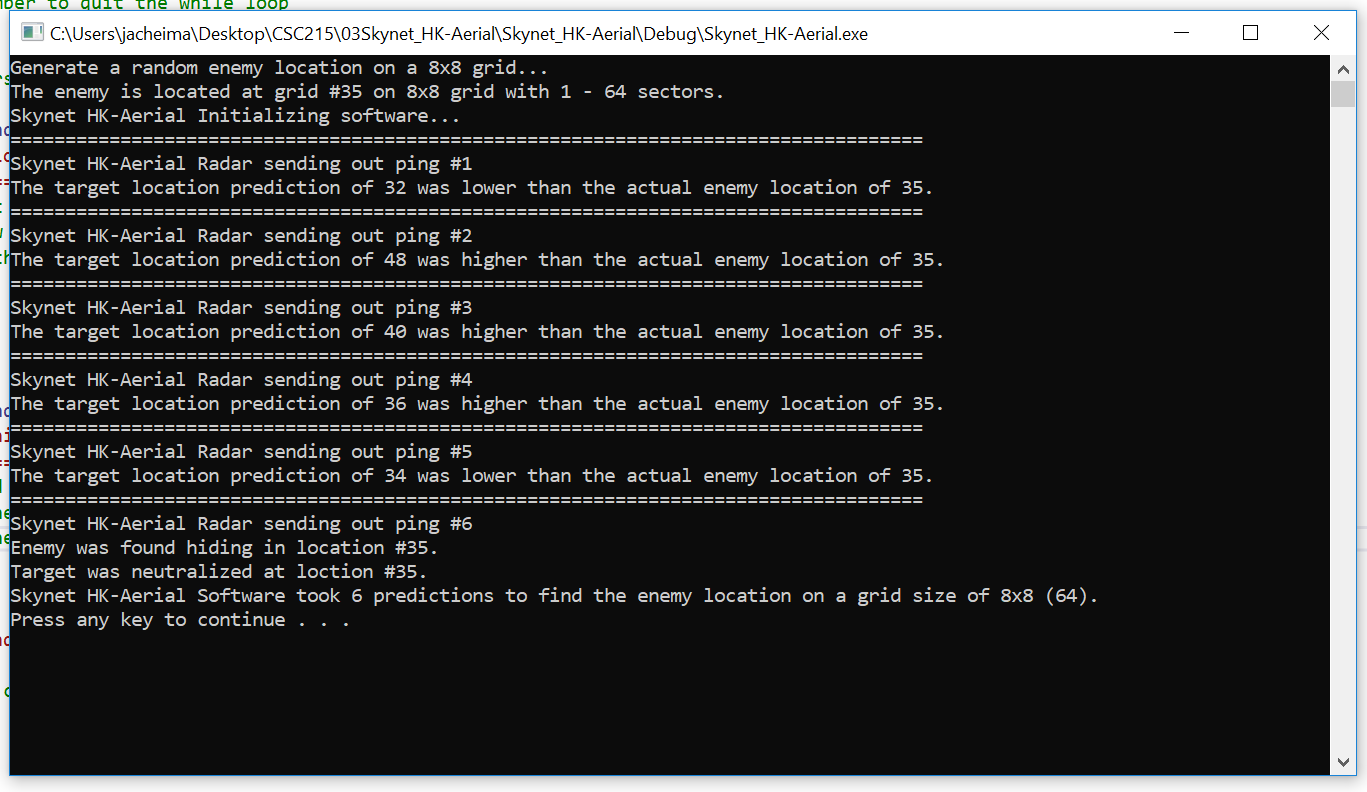 mber to quit the while loop
C:\Users\jacheima\Desktop\CSC215\03Skynet_HK-Aerial\Skynet_HK-Aerial\Debug\Skynet_HK-Aerial.exe
Generate a random enemy location on a 8x8 grid...
The enemy is located at grid #35 on 8x8 grid with 1 - 64 sectors.
Skynet HK-Aerial Initializing software...
===================================================================================
Skynet HK-Aerial Radar sending out ping #1
The target location prediction of 32 was lower than the actual enemy location of 35.
===================================================================================
Skynet HK-Aerial Radar sending out ping #2
The target location prediction of 48 was higher than the actual enemy location of 35.
===================================================================================
Skynet HK-Aerial Radar sending out ping #3
The target location prediction of 40 was higher than the actual enemy location of 35.
===================================================================================
Skynet HK-Aerial Radar sending out ping #4
The target location prediction of 36 was higher than the actual enemy location of 35.
===================================================================================
Skynet HK-Aerial Radar sending out ping #5
The target location prediction of 34 was lower than the actual enemy location of 35.
===================================================================================
Skynet HK-Aerial Radar sending out ping #6
Enemy was found hiding in location #35.
Target was neutralized at loction #35.
Skynet HK-Aerial Software took 6 predictions to find the enemy location on a grid size of 8x8 (64).
Press any key to continue . . .